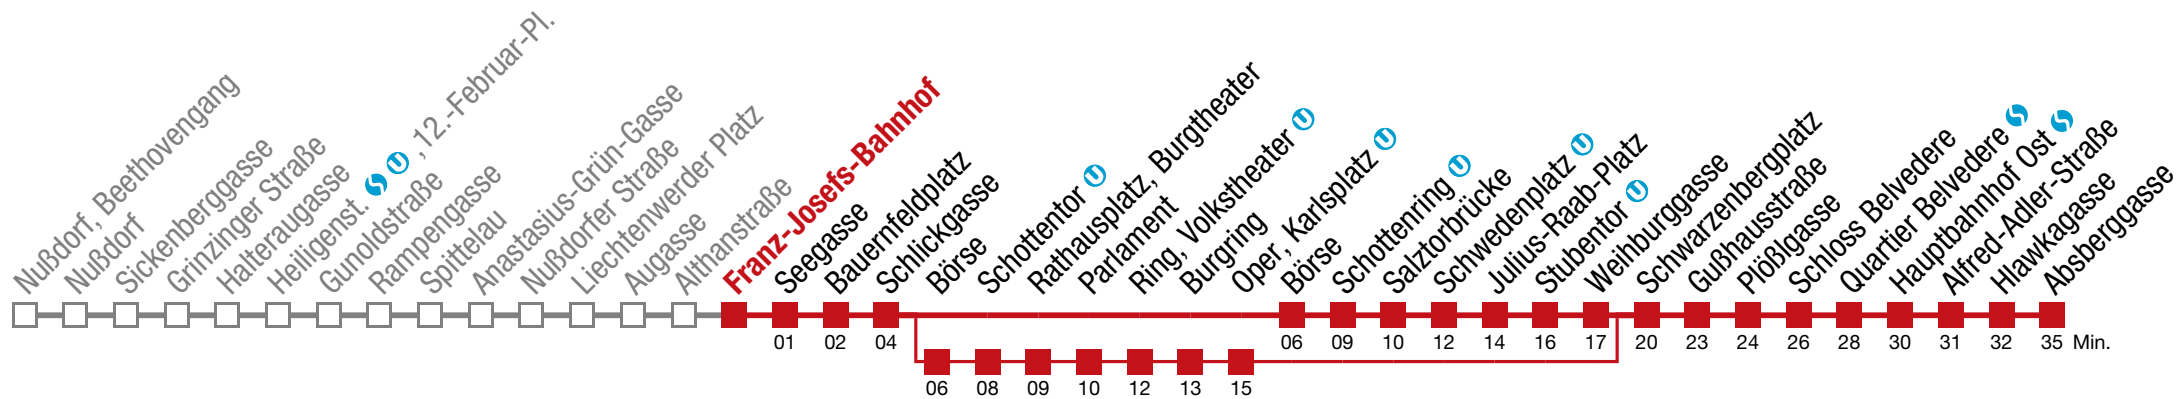 Nußdorf, Beethovengang
Nußdorf
Sickenberggasse
Grinzinger Straße
Halteraugasse
Heiligenst. S U , 12.-Februar-Pl.
Gunoldstraße
Rampengasse
Spittelau
Anastasius-Grün-Gasse
Nußdorfer Straße
Liechtenwerder Platz
Augasse
Althanstraße
Franz-Josefs-Bahnhof
Seegasse
Bauernfeldplatz
Schlickgasse
Börse
Schottentor U
Rathausplatz, Burgtheater
Parlament
Ring, Volkstheater U
Burgring
Oper, Karlsplatz U
Börse
Schottenring U
Salztorbrücke
Schwedenplatz U
Julius-Raab-Platz
Stubentor U
Weihburggasse
Schwarzenbergplatz
Gußhausstraße
Plößlgasse
Schloss Belvedere
Quartier Belvedere S
Hauptbahnhof Ost S
Alfred-Adler-Straße
Hlawkagasse
Absberggasse
01 02 04 06 09 10 12 14 16 17 20 23 24 26 28 30 31 32 35 Min.
06 08 09 10 12 13 15